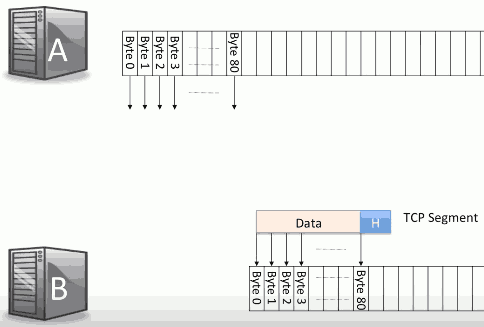 A
Byte 0
Byte 1
Byte 2
Byte 3
Byte 80
Data
H
TCP Segment
B
Byte 0
Byte 1
Byte 2
Byte 3
Byte 80